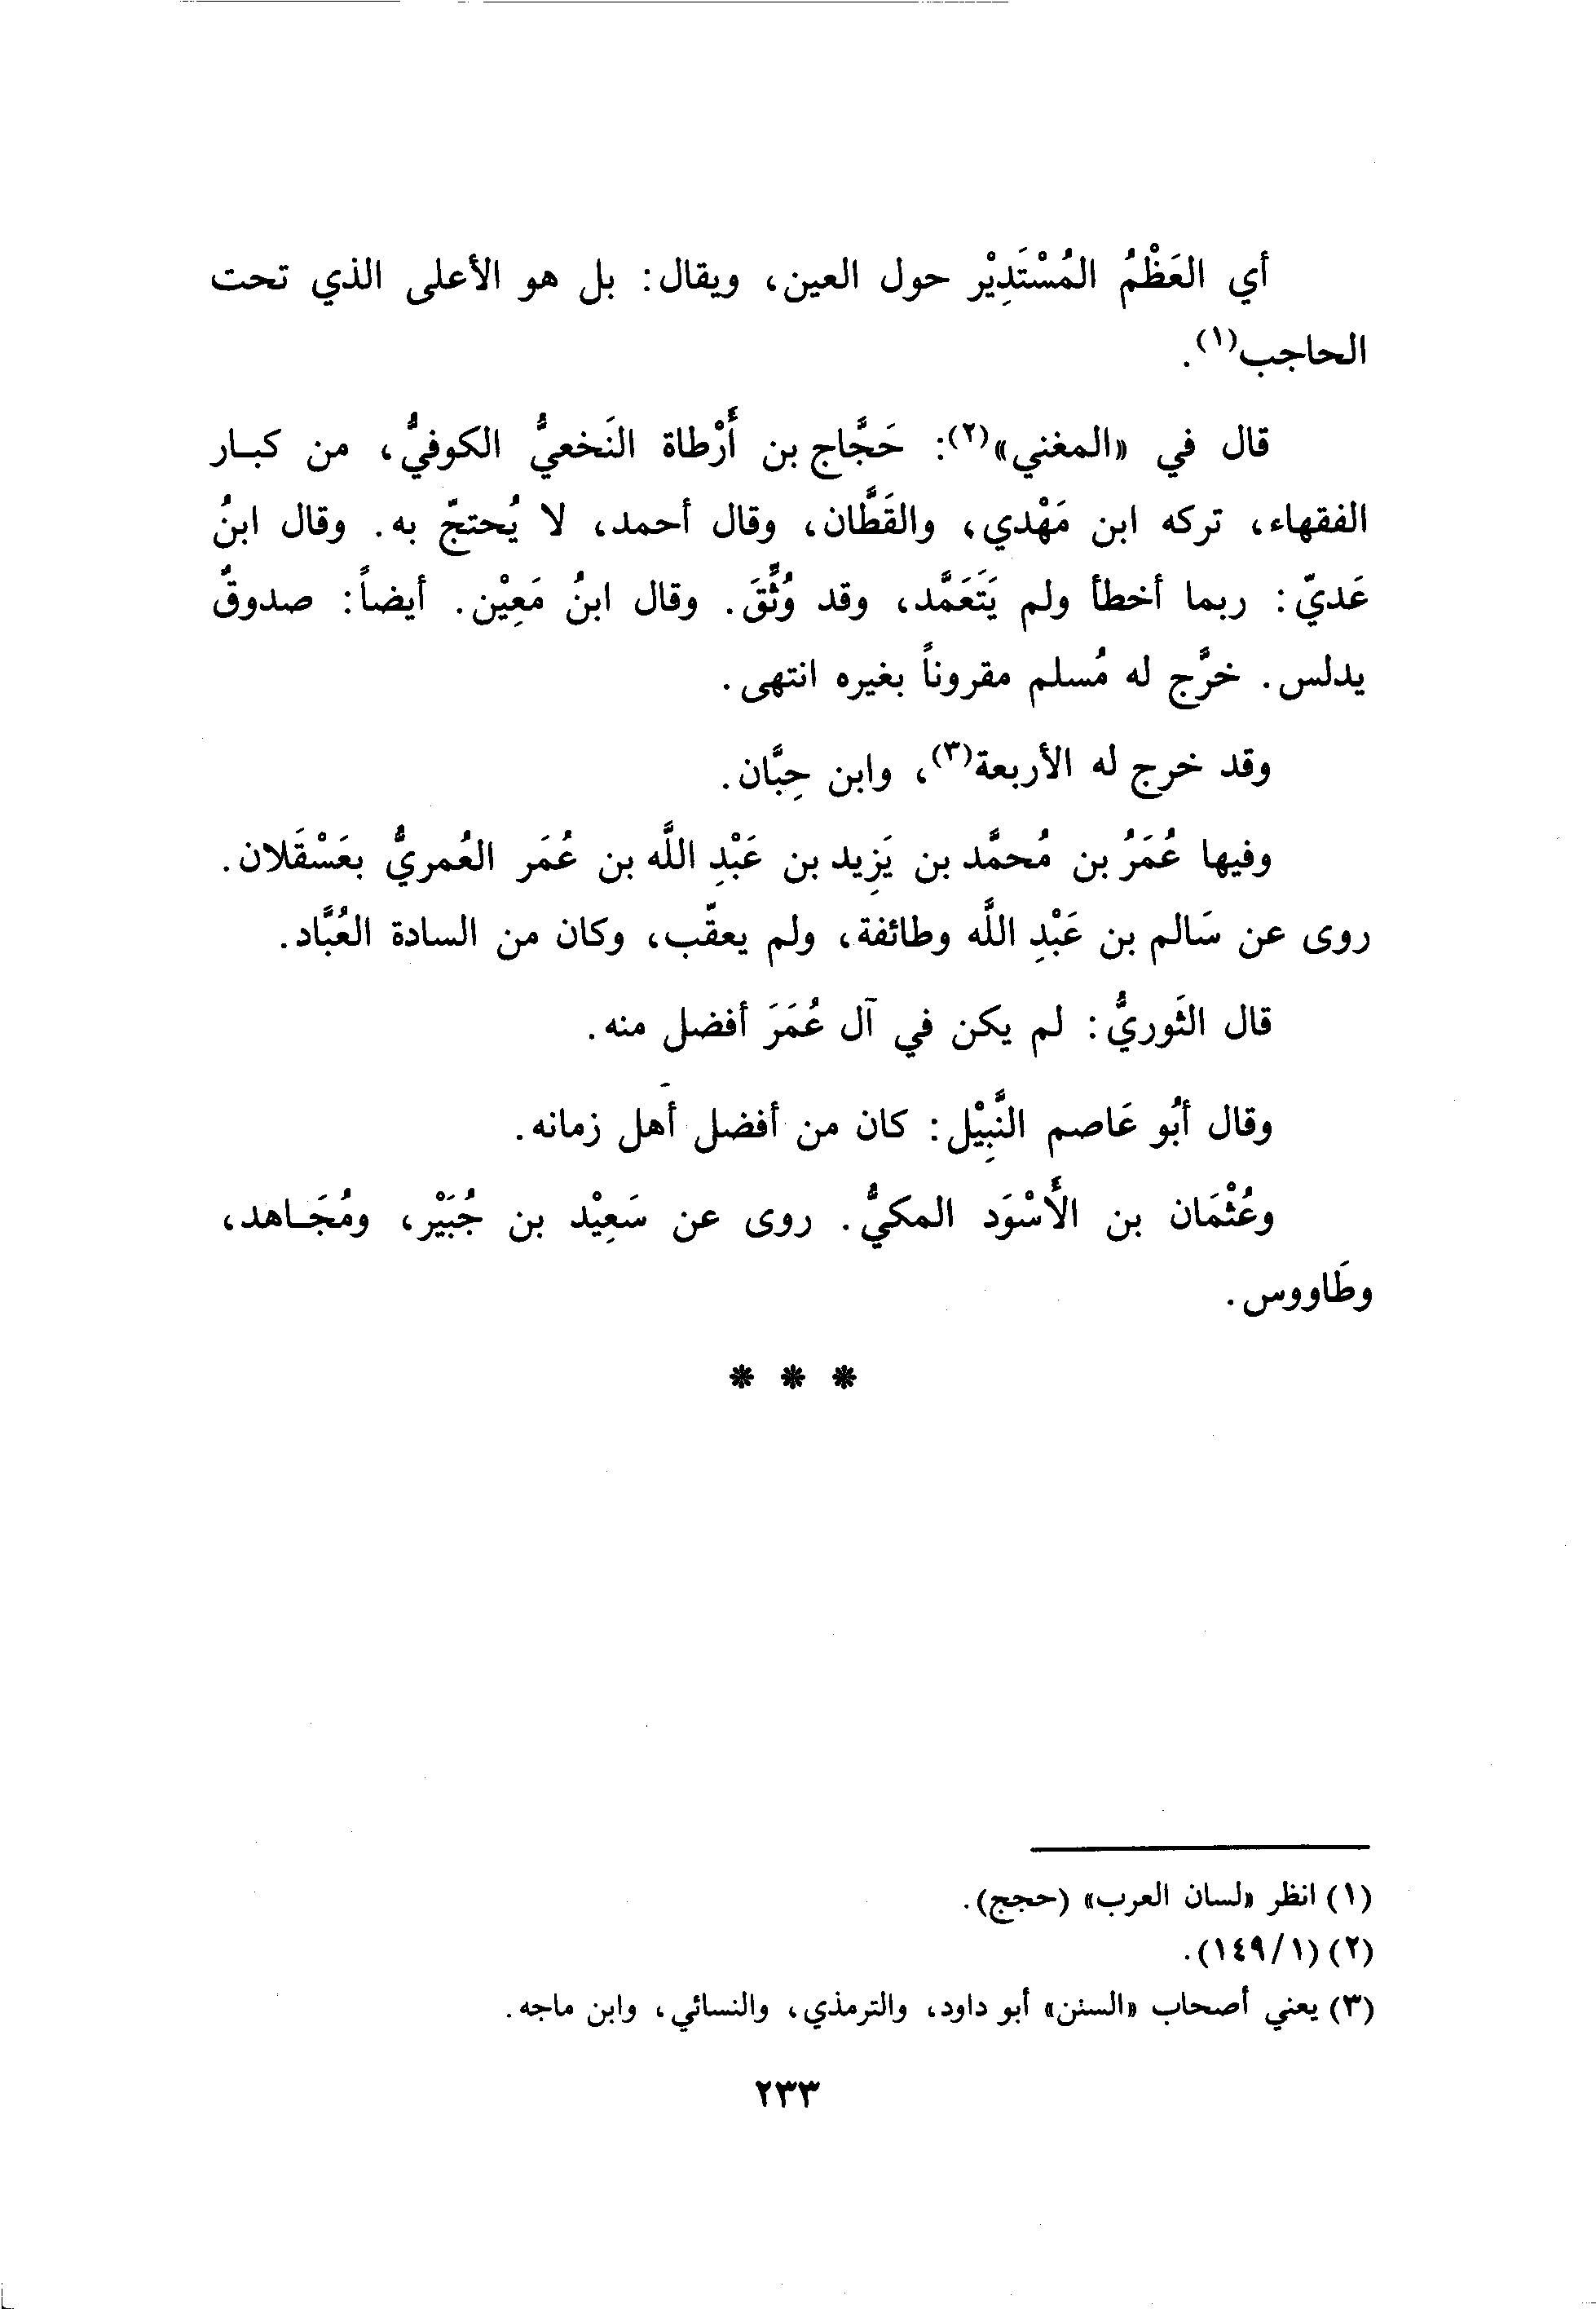 أي العَظْمُ المُسْتَدِيْر حول العين، ويقال: بل هو الأعلى الذي تحت
الحاجب(١).
قال في «المغني»(٢): حَجَّاج بن أَرْطاة النَخعيُّ الكوفيُّ، من كبـار
الفقهاء، تركه ابن مَهْدي، والقَطَّان، وقال أحمد، لا يُحتجّ به. وقال ابنُ
عَديّ: ربما أخطأ ولم يَتَعَمَّد، وقد وُثِّقَ. وقال ابنُ مَعِيْن. أيضاً: صدوقٌ
يدلس. خرَّج له مُسلم مقروناً بغيره انتهى.
وقد خرج له الأربعة(٣)، وابن حِبَّان.
وفيها عُمَرُ بن مُحمَّد بن يَزِيد بن عَبْدِ اللَّه بن عُمَر العُمريُّ بعَسْقَلان.
روى عن سَالم بن عَبْدِ اللَّه وطائفة، ولم يعقّب، وكان من السادة العُبَّاد.
قال الثَوريُّ: لم يكن في آل عُمَرَ أفضل منه.
وقال أبُو عَاصم النَّبِيْل: كان من أفضل أهل زمانه.
وعُثْمَان بن الأَسْوَد المكيُّ. روى عن سَعِيْد بن جُبَيْر، ومُجَـاهد،
وطَاووس.
* * *
(١) انظر «لسان العرب» (حجج).
(٢) (١/١٤٩).
(٣) يعني أصحاب «السنن» أبو داود، والترمذي، والنسائي، وابن ماجه.
٢٣٣